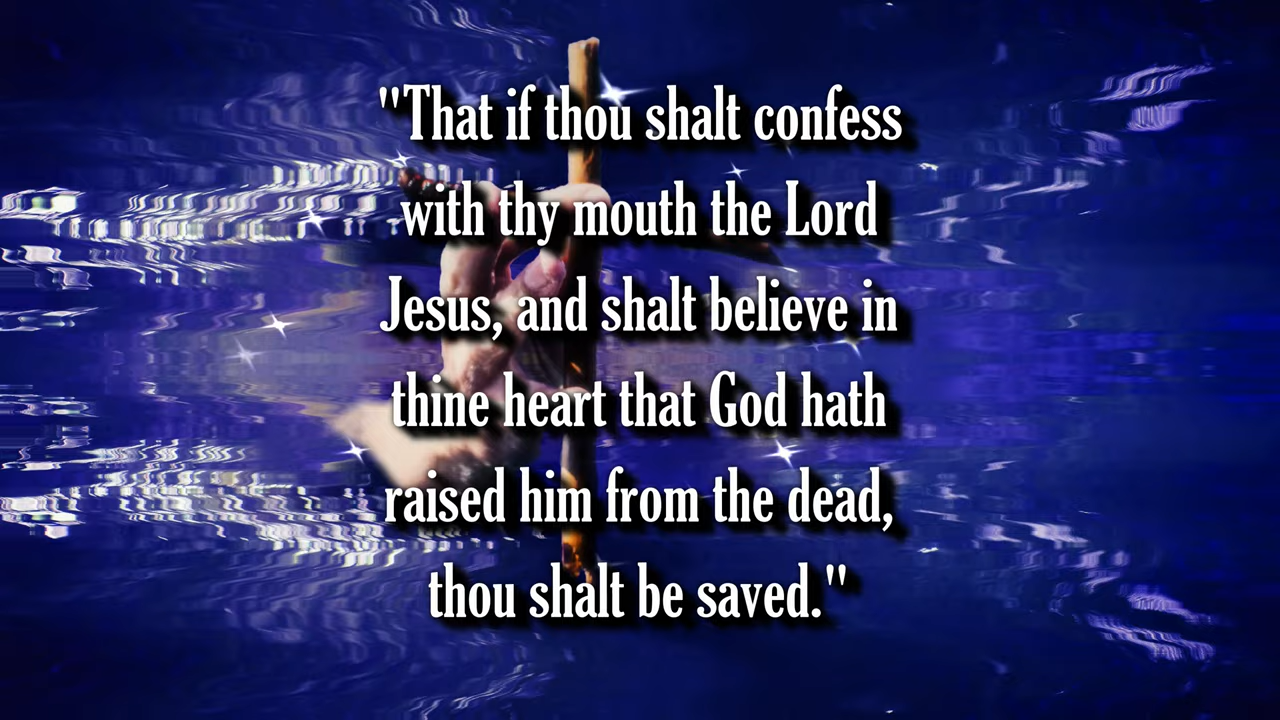 "That if thou shalt confess
with thy mouth the Lord
Jesus, and shalt believe in
thine heart that God hath
raised him from the dead,
thou shalt be saved."